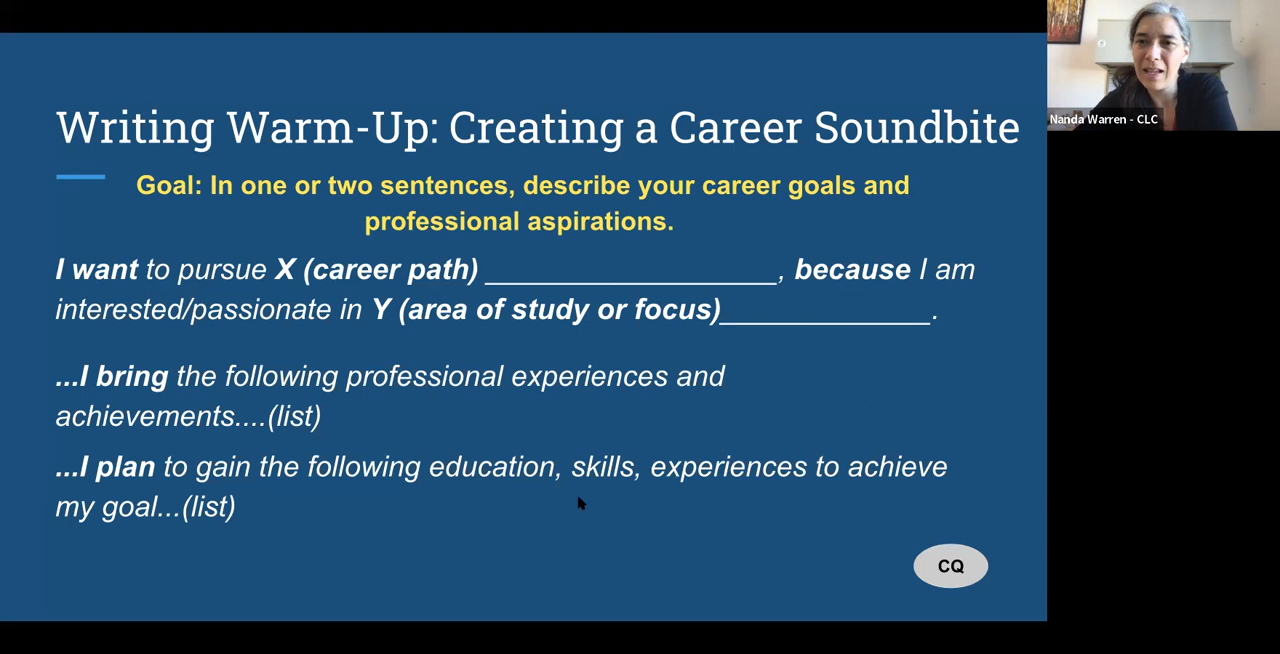 Writing Warm-Up: Creating a Career Soundbite
Goal: In one or two sentences, describe your career goals and
professional aspirations.
I want to pursue X (career path) ___________________, because I am
interested/passionate in Y (area of study or focus)______________.
...I bring the following professional experiences and
achievements....(list)
...I plan to gain the following education, skills, experiences to achieve
my goal...(list)
CQ
Nanda Warren - CLC